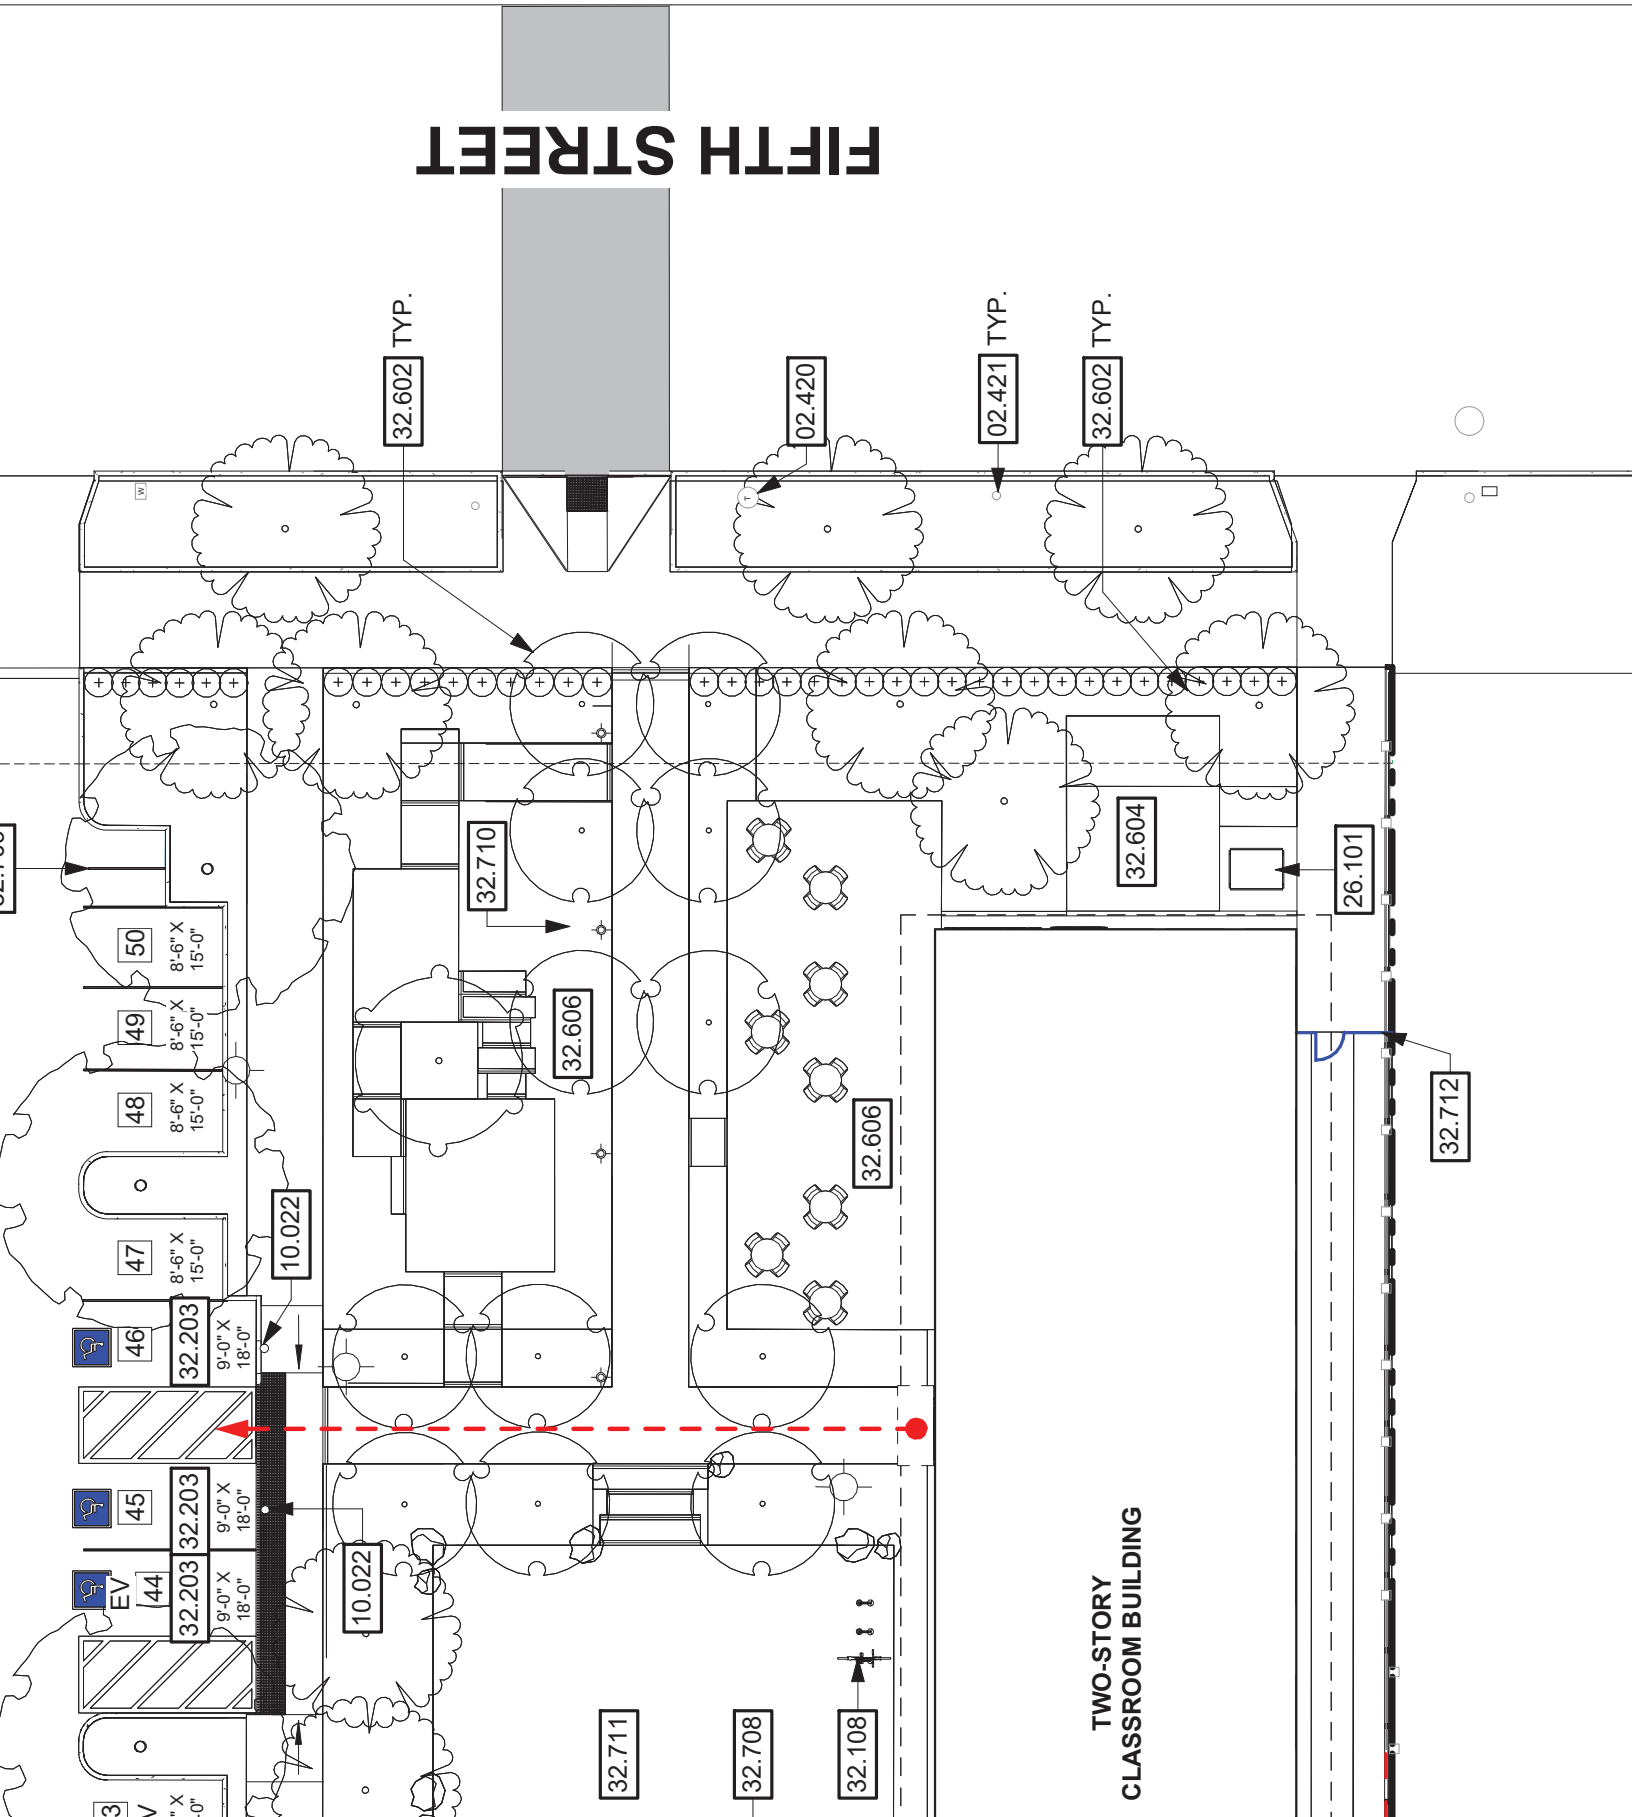 FIFTH STREET
32.602 TYP.
02.420
02.421 TYP.
32.602 TYP.
W
T
32.710
32.604
26.101
50
8'-6" X
15'-0"
49
8'-6" X
15'-0"
32.606
48
8'-6" X
15'-0"
32.606
32.712
47
8'-6" X
15'-0"
10.022
46
32.203
9'-0" X
18'-0"
45
32.203
9'-0" X
18'-0"
EV
44
32.203
9'-0" X
18'-0"
10.022
32.711
32.708
32.108
TWO-STORY
CLASSROOM BUILDING